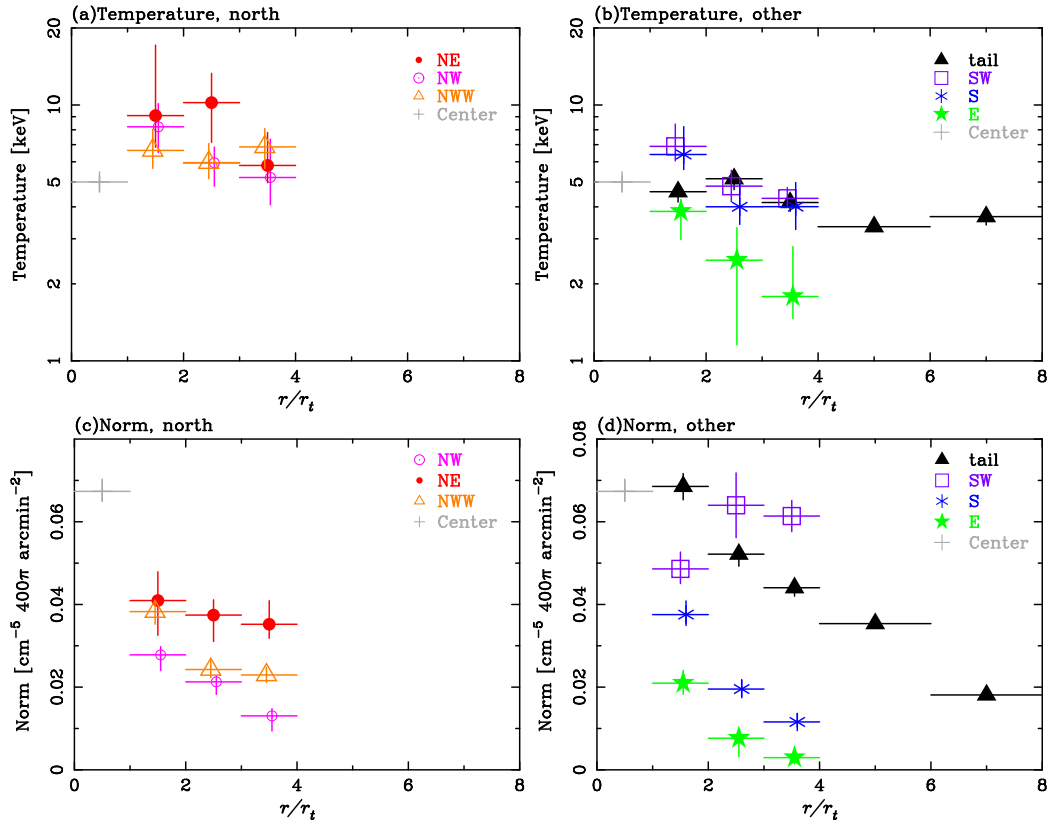 (a)Temperature, north
Temperature [keV]
20
10
5
2
1
NE
NW
NWW
Center
0 2 4 6 8
r/r_t
(b)Temperature, other
Temperature [keV]
20
10
5
2
1
tail
SW
S
E
Center
0 2 4 6 8
r/r_t
(c)Norm, north
Norm [cm⁻⁵ 400π arcmin⁻²]
0.06
0.04
0.02
0
NW
NE
NWW
Center
0 2 4 6 8
r/r_t
(d)Norm, other
Norm [cm⁻⁵ 400π arcmin⁻²]
0.08
0.06
0.04
0.02
0
tail
SW
S
E
Center
0 2 4 6 8
r/r_t